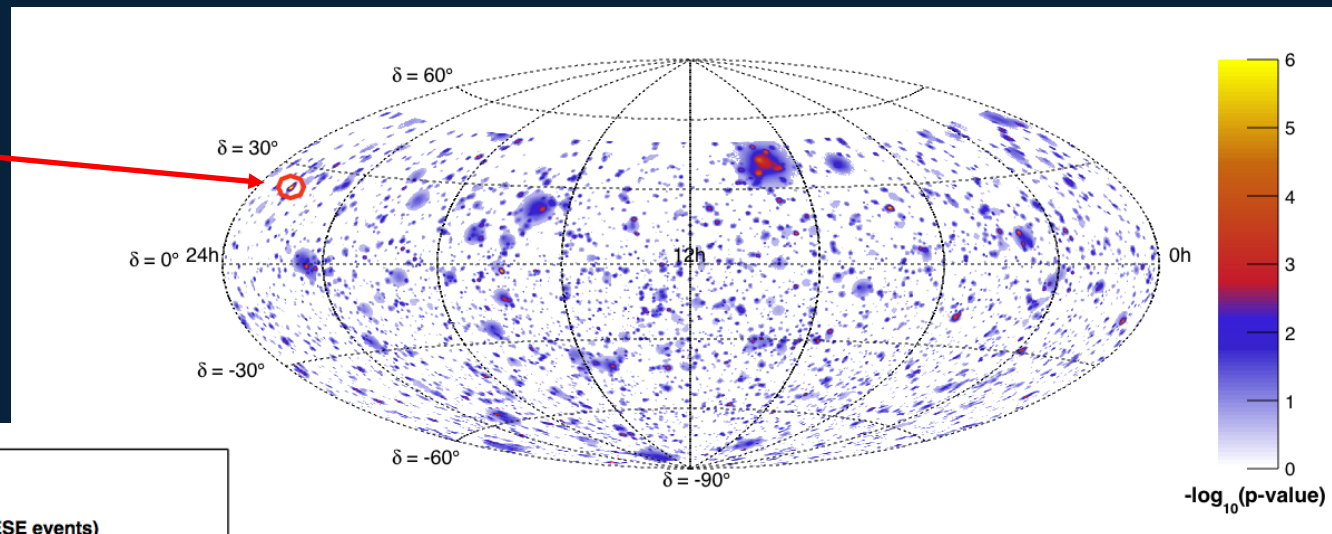 δ = 60°
δ = 30°
δ = 0° 24h
12h
0h
δ = -30°
δ = -60°
δ = -90°
6
5
4
3
2
1
0
-log10(p-value)
ESE events)